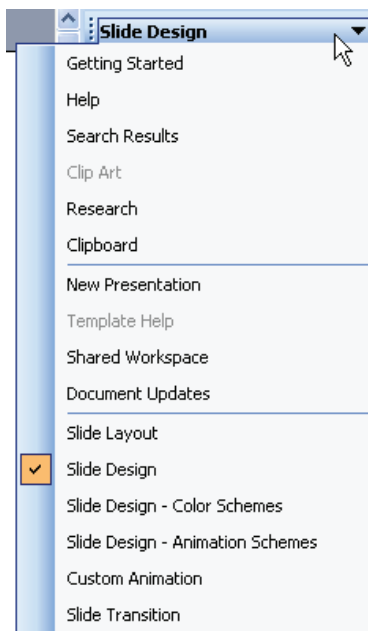 Slide Design
Getting Started
Help
Search Results
Clip Art
Research
Clipboard
New Presentation
Template Help
Shared Workspace
Document Updates
Slide Layout
Slide Design
Slide Design - Color Schemes
Slide Design - Animation Schemes
Custom Animation
Slide Transition